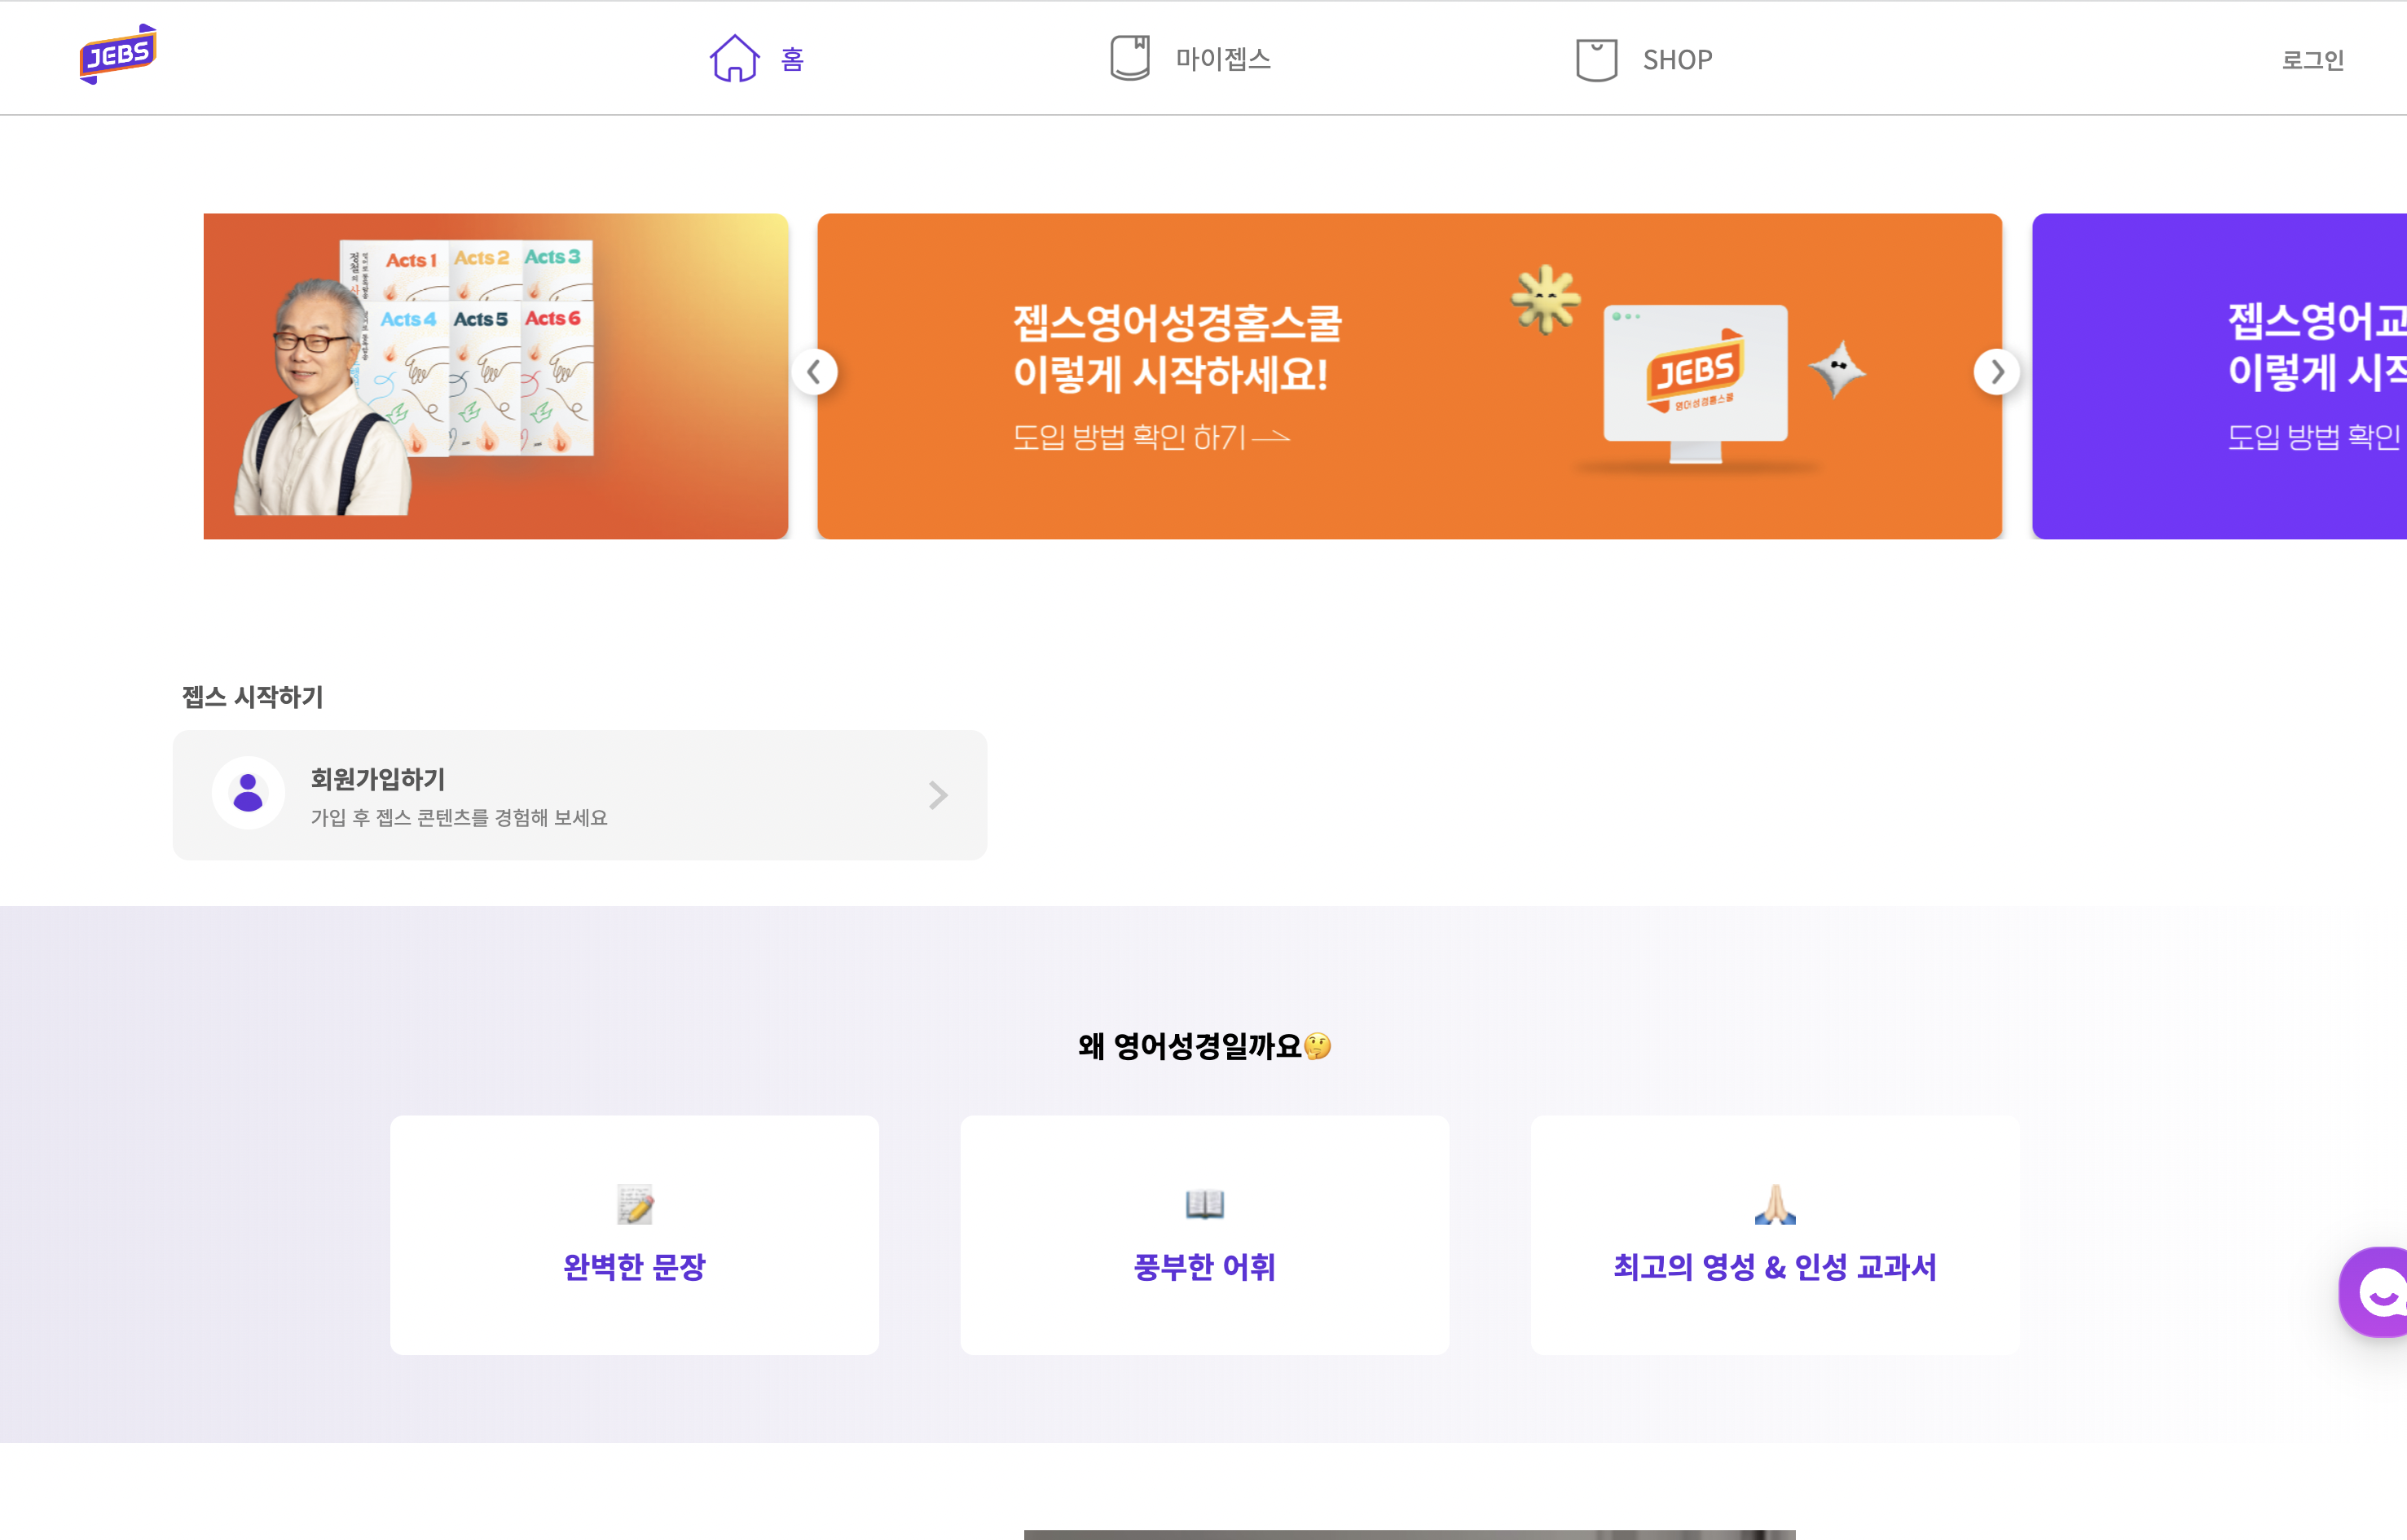 JEBS
홈
마이젭스
SHOP
로그인
Acts 1
Acts 2
Acts 3
Acts 4
Acts 5
Acts 6
젭스영어성경홈스쿨
이렇게 시작하세요!
도입 방법 확인 하기
JEBS
영어성경홈스쿨
젭스영어교
이렇게 시작
도입 방법 확인
젭스 시작하기
회원가입하기
가입 후 젭스 콘텐츠를 경험해 보세요
왜 영어성경일까요🤔
완벽한 문장
풍부한 어휘
최고의 영성 & 인성 교과서